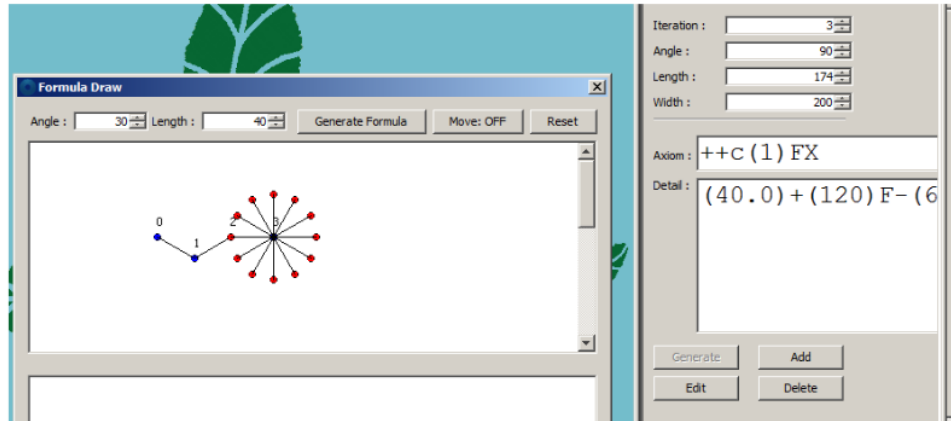 Formula Draw
Angle : 30 Length : 40 Generate Formula Move: OFF Reset
0
1
2
3
Iteration : 3
Angle : 90
Length : 174
Width : 200
Axiom : ++c(1)FX
Detail : (40.0)+(120)F-(6
Generate Add
Edit Delete